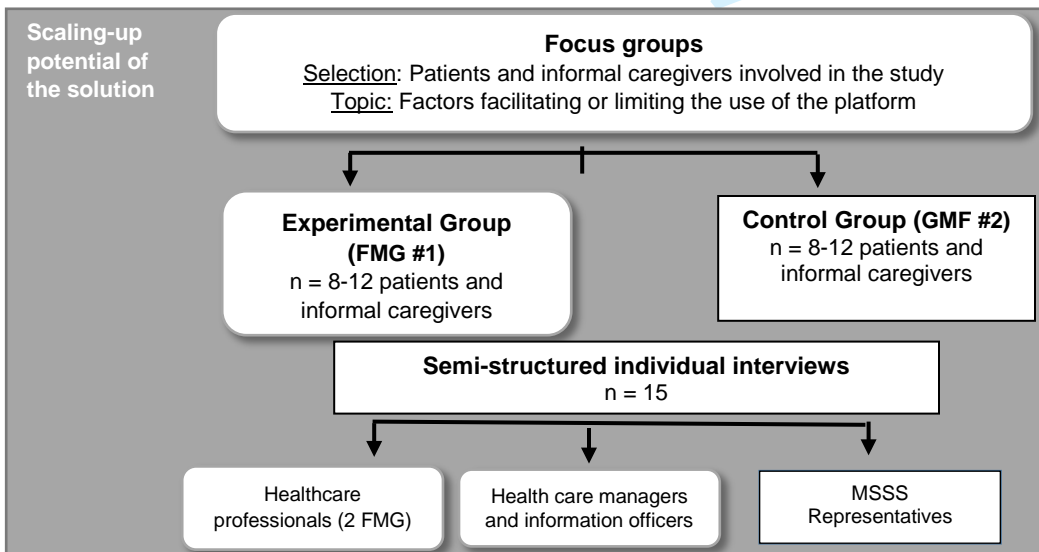 Scaling-up
potential of
the solution
Focus groups
Selection: Patients and informal caregivers involved in the study
Topic: Factors facilitating or limiting the use of the platform
Experimental Group
(FMG #1)
n = 8-12 patients and
informal caregivers
Control Group (GMF #2)
n = 8-12 patients and
informal caregivers
Semi-structured individual interviews
n = 15
Healthcare
professionals (2 FMG)
Health care managers
and information officers
MSSS
Representatives